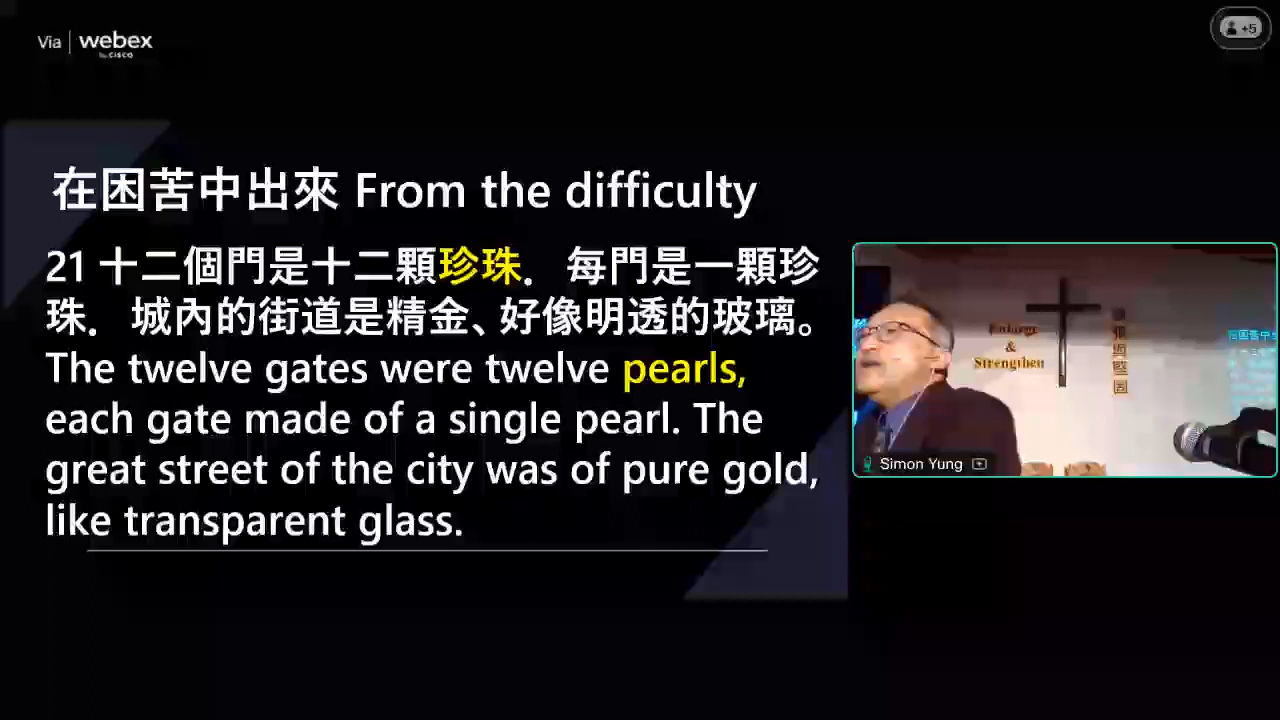 Via | webex
by CISCO
+5
在困苦中出來 From the difficulty
21 十二個門是十二顆珍珠． 每門是一顆珍
珠． 城內的街道是精金、好像明透的玻璃。
The twelve gates were twelve pearls,
each gate made of a single pearl. The
great street of the city was of pure gold,
like transparent glass.
Enlarge
&
Strengthen
Simon Yung